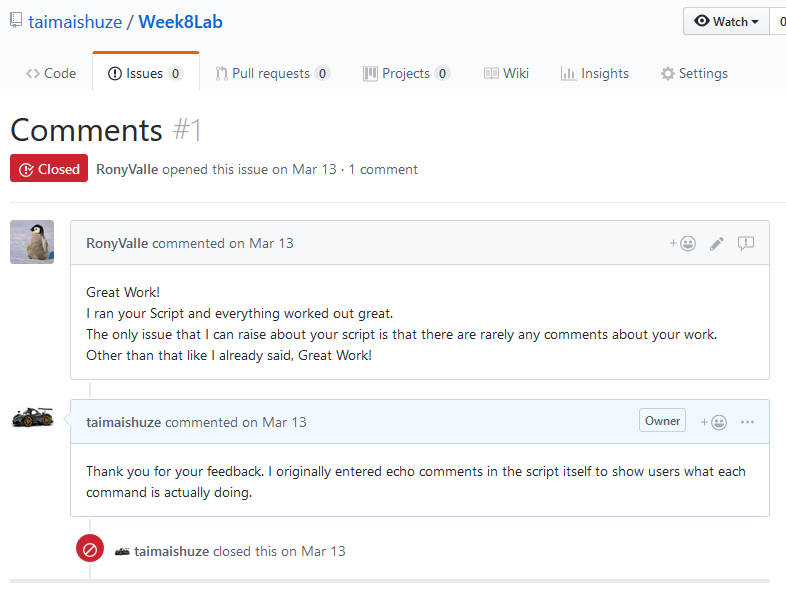 taimaishuze / Week8Lab
Watch
0
Code
Issues 0
Pull requests 0
Projects 0
Wiki
Insights
Settings
Comments #1
Closed
RonyValle opened this issue on Mar 13 · 1 comment
RonyValle commented on Mar 13
Great Work!
I ran your Script and everything worked out great.
The only issue that I can raise about your script is that there are rarely any comments about your work.
Other than that like I already said, Great Work!
taimaishuze commented on Mar 13
Owner
Thank you for your feedback. I originally entered echo comments in the script itself to show users what each
command is actually doing.
taimaishuze closed this on Mar 13